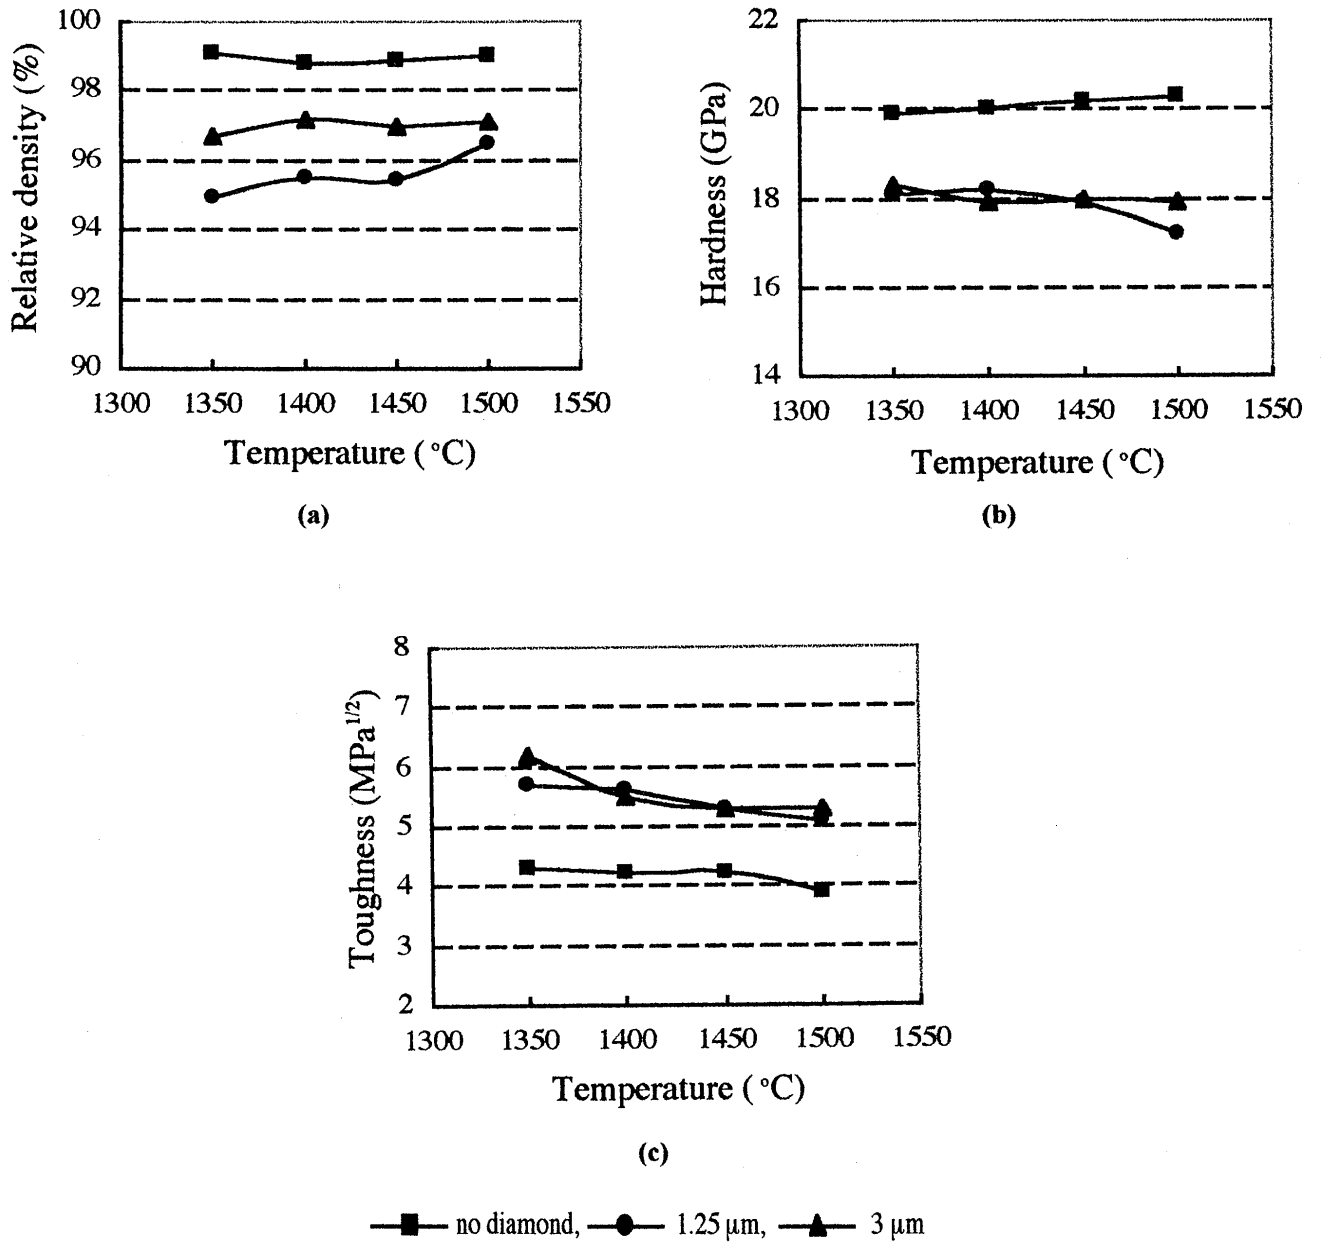 100
98
96
94
92
90
Relative density (%)
1300 1350 1400 1450 1500 1550
Temperature ( °C)
(a)
22
20
18
16
14
Hardness (GPa)
1300 1350 1400 1450 1500 1550
Temperature ( °C)
(b)
8
7
6
5
4
3
2
Toughness (MPa1/2)
1300 1350 1400 1450 1500 1550
Temperature ( °C)
(c)
no diamond, 1.25 µm, 3 µm